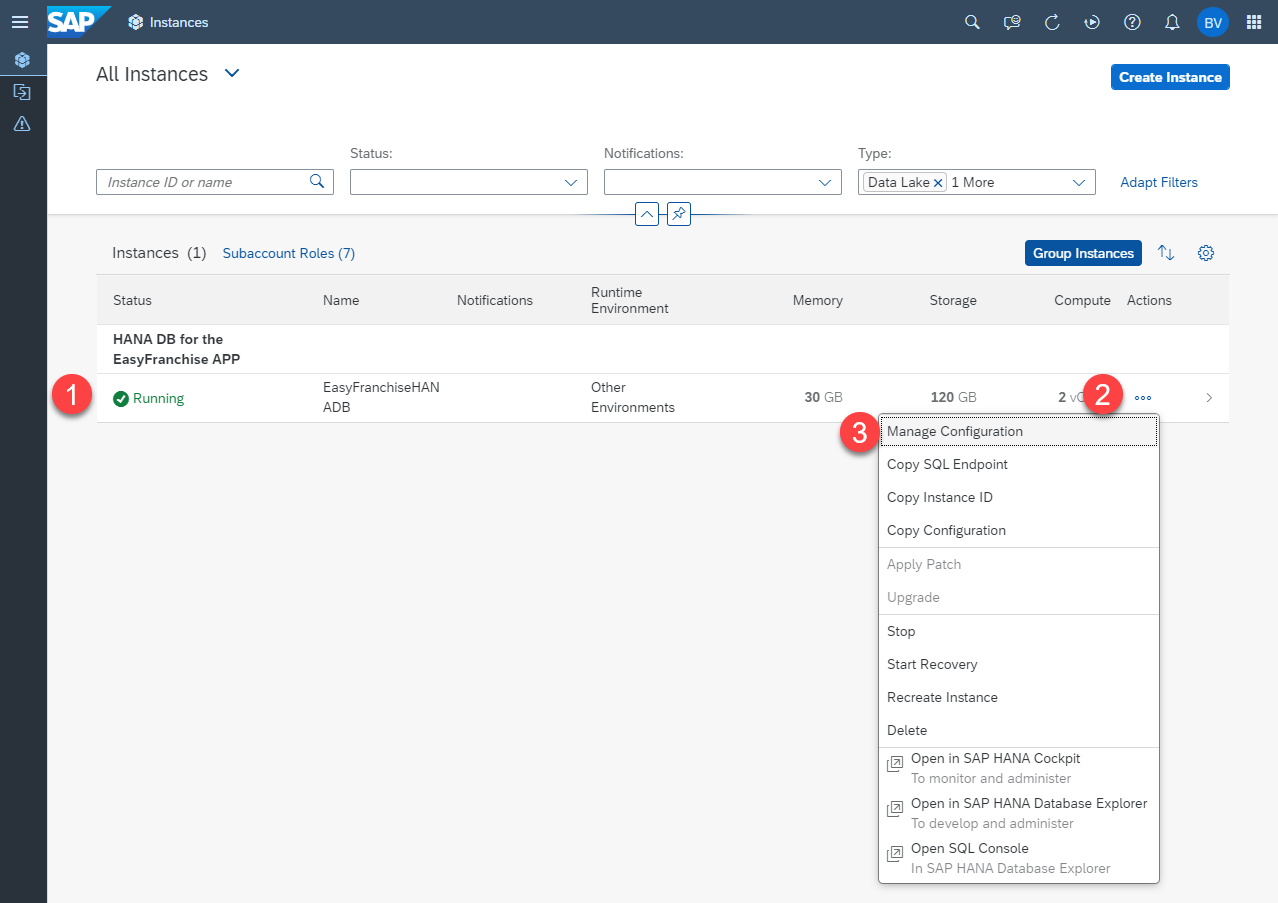 SAP Instances BV
All Instances
Create Instance
Status: Notifications: Type:
Instance ID or name Data Lake 1 More Adapt Filters
Instances (1) Subaccount Roles (7) Group Instances
Status Name Notifications Runtime Environment Memory Storage Compute Actions
HANA DB for the
EasyFranchise APP
1 Running EasyFranchiseHAN
ADB Other
Environments 30 GB 120 GB 2 2
3 Manage Configuration
Copy SQL Endpoint
Copy Instance ID
Copy Configuration
Apply Patch
Upgrade
Stop
Start Recovery
Recreate Instance
Delete
Open in SAP HANA Cockpit
To monitor and administer
Open in SAP HANA Database Explorer
To develop and administer
Open SQL Console
In SAP HANA Database Explorer